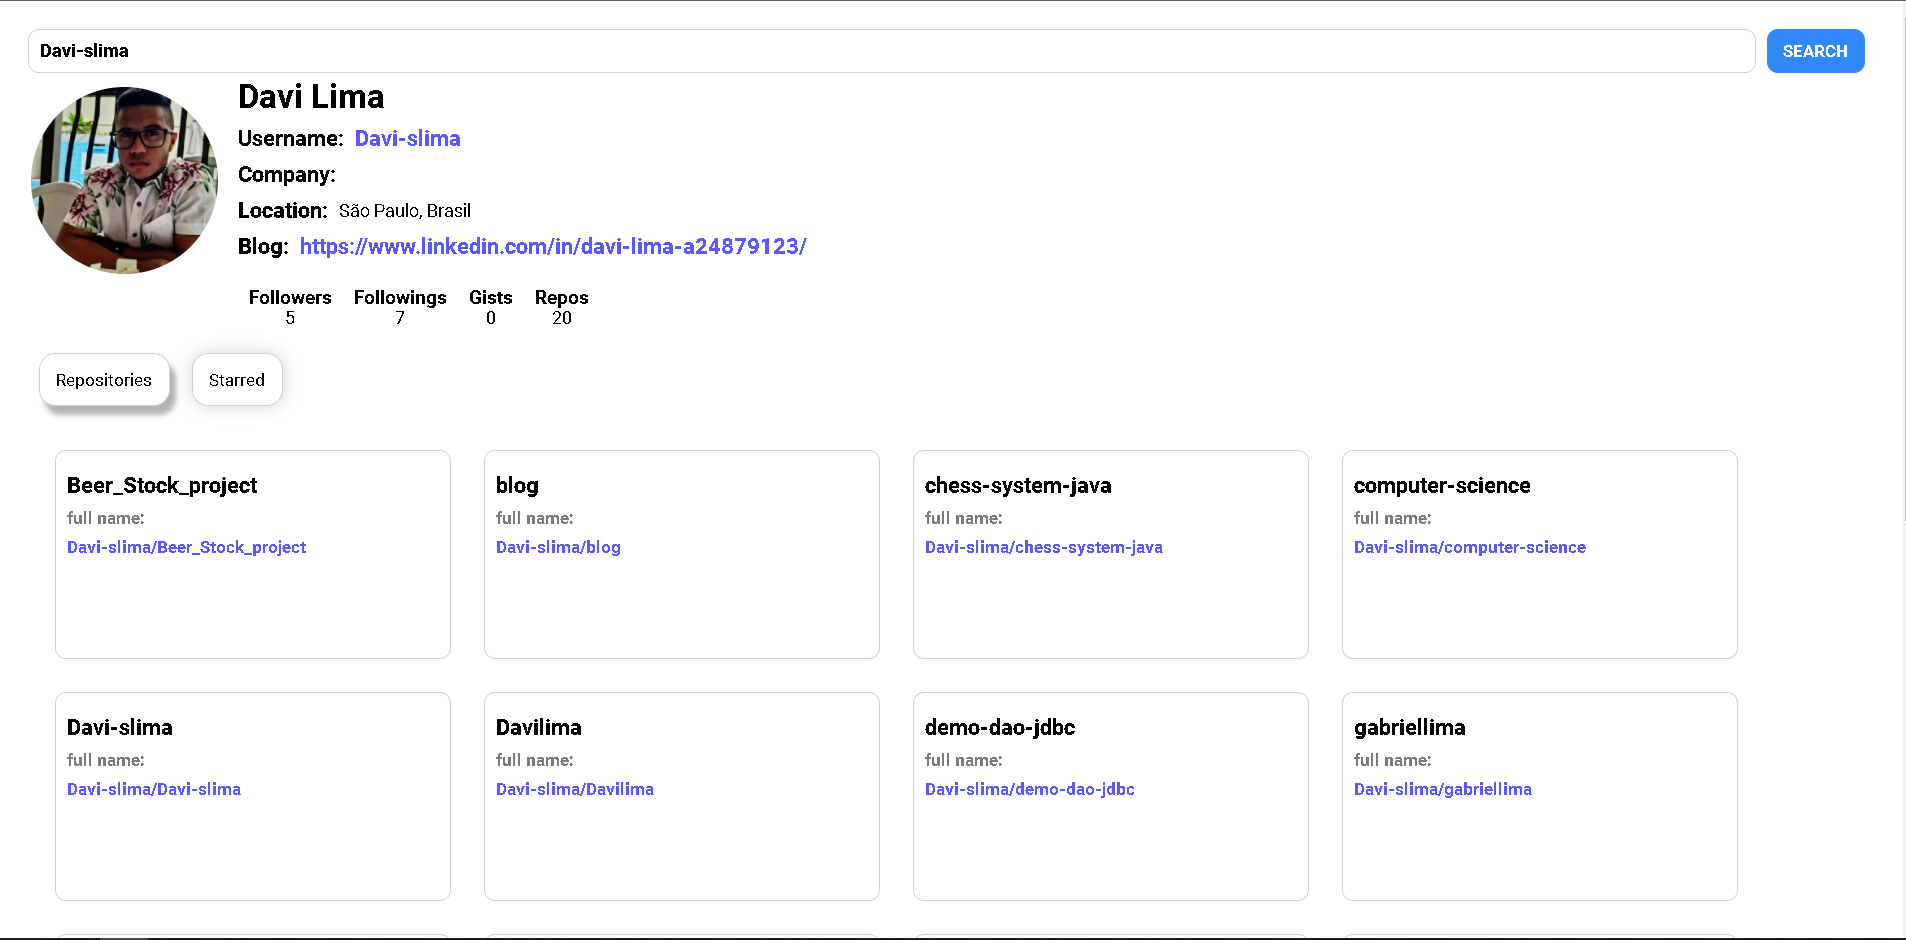 Davi-slima
SEARCH
Davi Lima
Username: Davi-slima
Company:
Location: São Paulo, Brasil
Blog: https://www.linkedin.com/in/davi-lima-a24879123/
Followers Followings Gists Repos
5 7 0 20
Repositories Starred
Beer_Stock_project
full name:
Davi-slima/Beer_Stock_project
blog
full name:
Davi-slima/blog
chess-system-java
full name:
Davi-slima/chess-system-java
computer-science
full name:
Davi-slima/computer-science
Davi-slima
full name:
Davi-slima/Davi-slima
Davilima
full name:
Davi-slima/Davilima
demo-dao-jdbc
full name:
Davi-slima/demo-dao-jdbc
gabriellima
full name:
Davi-slima/gabriellima